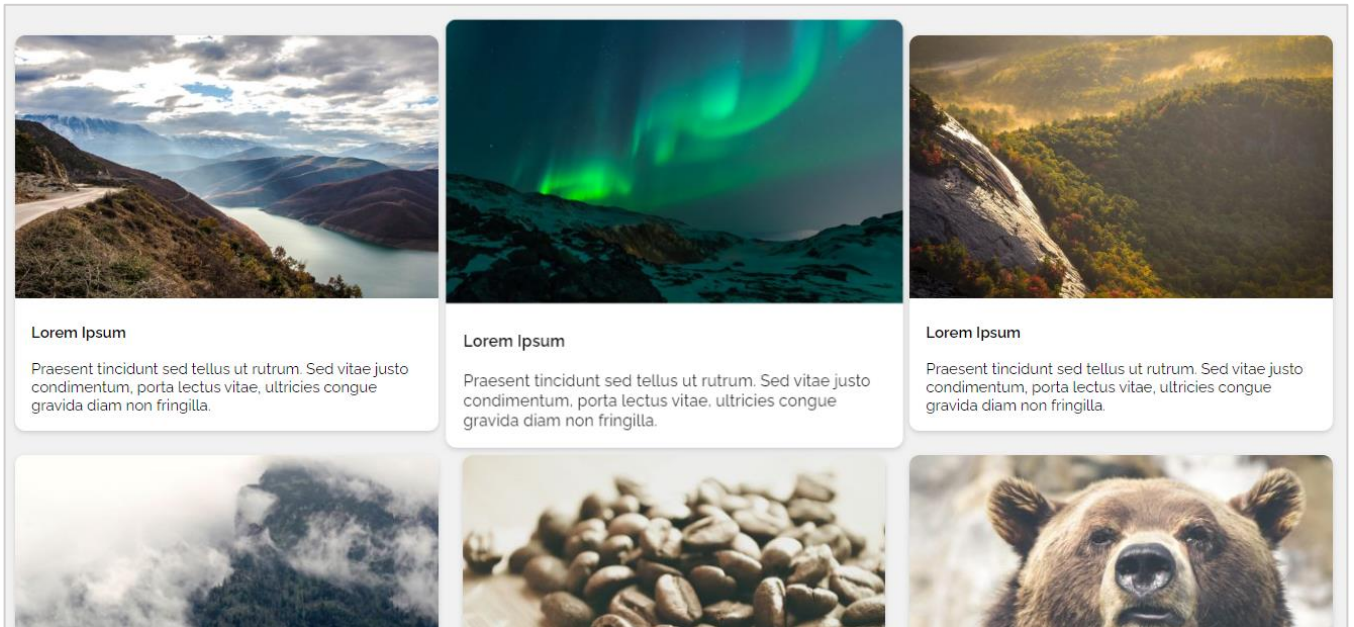 Lorem Ipsum
Praesent tincidunt sed tellus ut rutrum. Sed vitae justo
condimentum, porta lectus vitae, ultricies congue
gravida diam non fringilla.
Lorem Ipsum
Praesent tincidunt sed tellus ut rutrum. Sed vitae justo
condimentum, porta lectus vitae, ultricies congue
gravida diam non fringilla.
Lorem Ipsum
Praesent tincidunt sed tellus ut rutrum. Sed vitae justo
condimentum, porta lectus vitae, ultricies congue
gravida diam non fringilla.